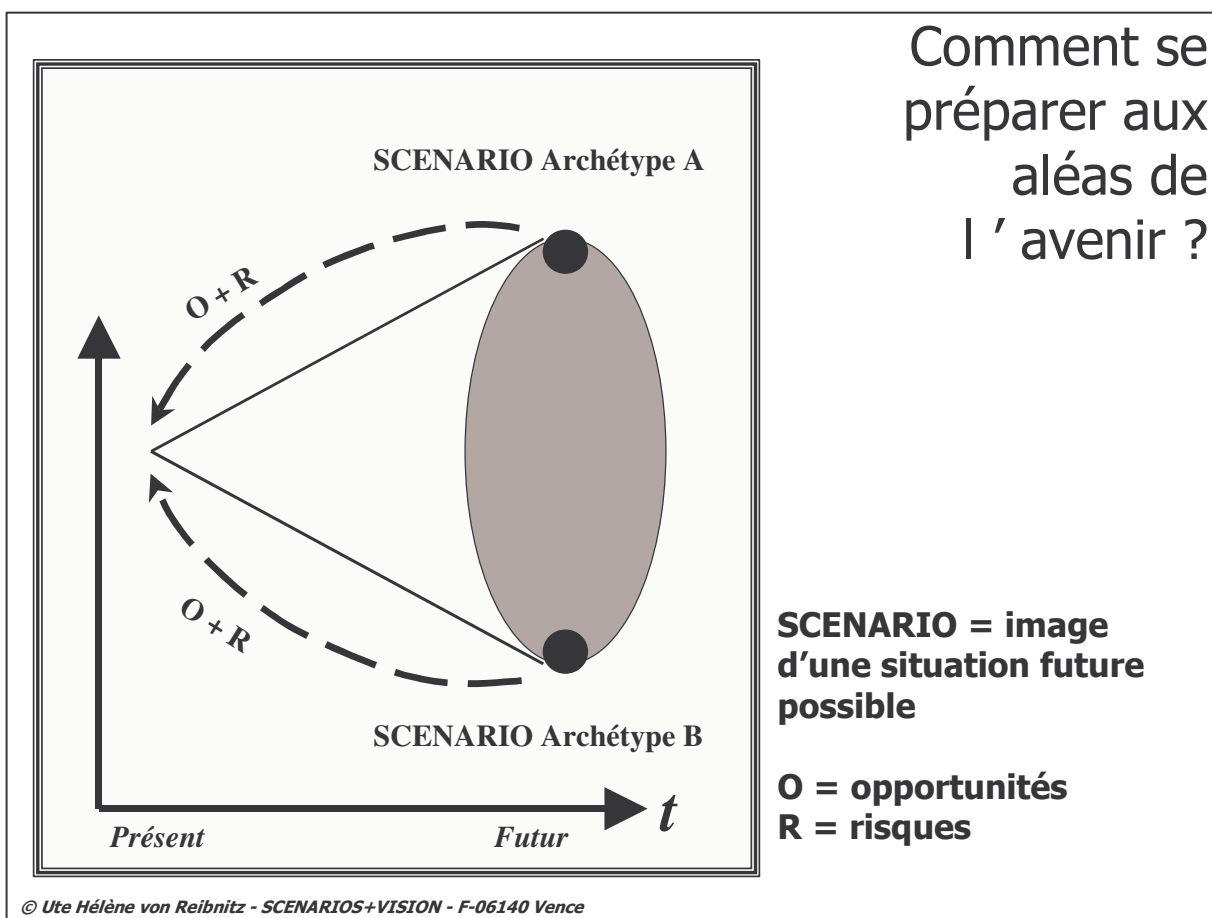 Comment se
préparer aux
aléas de
l ’ avenir ?
SCENARIO Archétype A
O + R
O + R
SCENARIO Archétype B
t
Présent
Futur
SCENARIO = image
d’une situation future
possible
O = opportunités
R = risques
© Ute Hélène von Reibnitz - SCENARIOS+VISION - F-06140 Vence